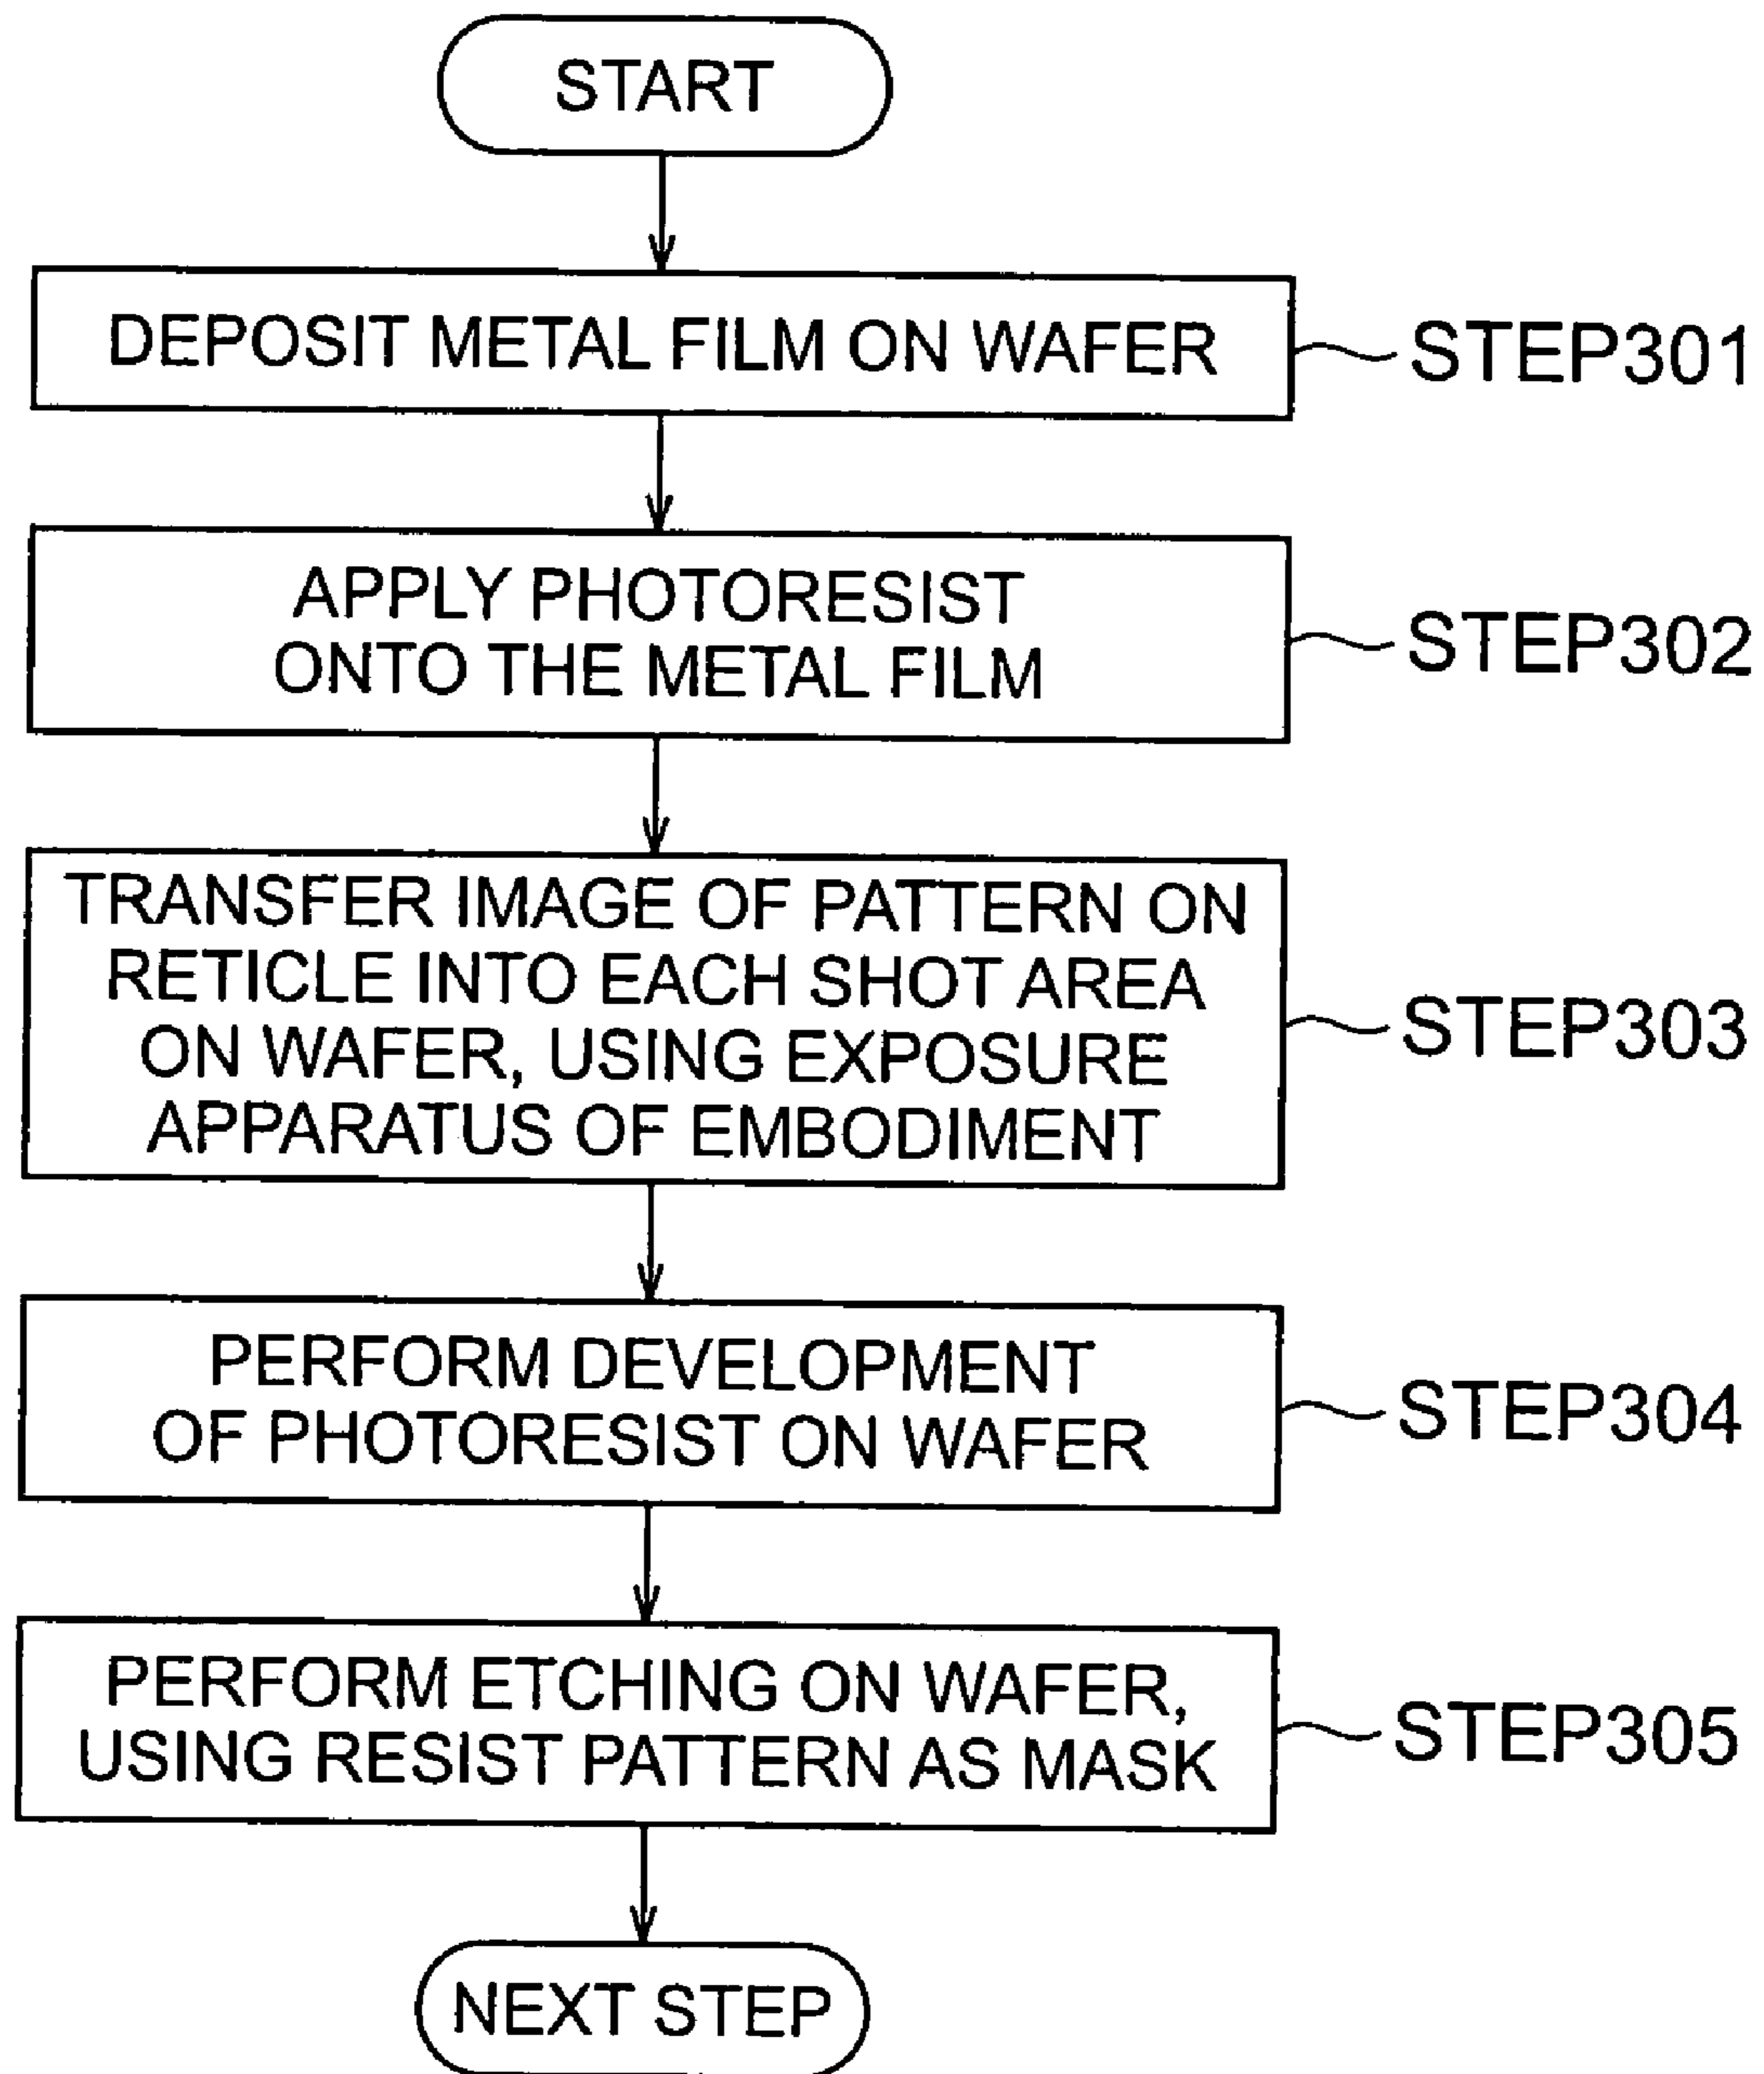 START
DEPOSIT METAL FILM ON WAFER
STEP301
APPLY PHOTORESIST
ONTO THE METAL FILM
STEP302
TRANSFER IMAGE OF PATTERN ON
RETICLE INTO EACH SHOT AREA
ON WAFER, USING EXPOSURE
APPARATUS OF EMBODIMENT
STEP303
PERFORM DEVELOPMENT
OF PHOTORESIST ON WAFER
STEP304
PERFORM ETCHING ON WAFER,
USING RESIST PATTERN AS MASK
STEP305
NEXT STEP